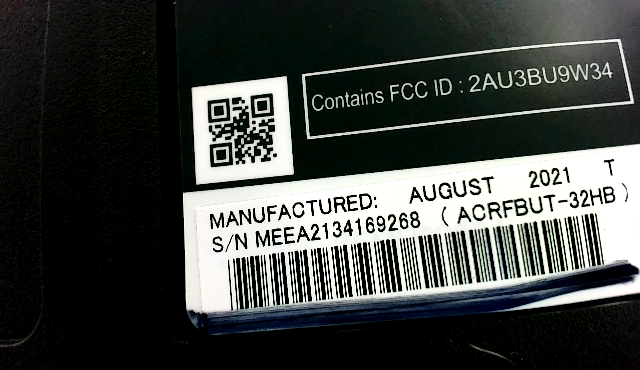 Contains FCC ID : 2AU3BU9W34
MANUFACTURED: AUGUST 2021 T
S/N MEEA2134169268 ( ACRFBUT-32HB )